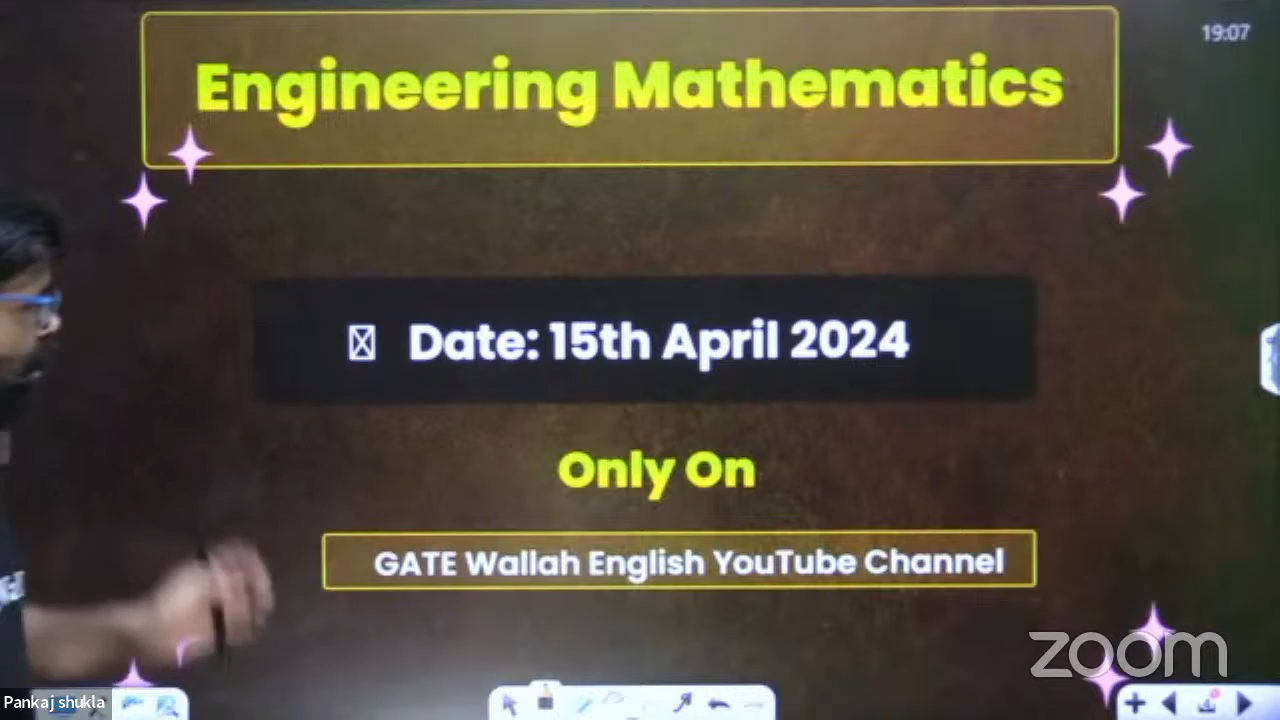 19:07
Engineering Mathematics
Date: 15th April 2024
Only On
GATE Wallah English YouTube Channel
zoom
Pankaj shukla